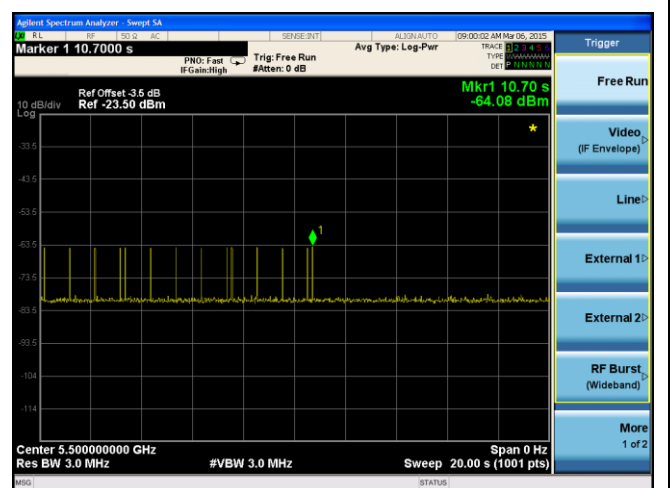 Agilent Spectrum Analyzer - Swept SA
RL RF 50 Ω AC SENSE:INT ALIGN AUTO 09:00:02 AM Mar 06, 2015
Marker 1 10.7000 s
PNO: Fast
IFGain:High
Trig: Free Run
#Atten: 0 dB
Avg Type: Log-Pwr
TRACE 1 2 3 4 5 6
TYPE
DET P N N N N N
Ref Offset -3.5 dB
10 dB/div Ref -23.50 dBm
Log
Mkr1 10.70 s
-64.08 dBm
*
-33.5
-43.5
-53.5
1
-63.5
-73.5
-83.5
-93.5
-104
-114
Center 5.500000000 GHz Span 0 Hz
Res BW 3.0 MHz #VBW 3.0 MHz Sweep 20.00 s (1001 pts)
MSG STATUS
Trigger
Free Run
Video
(IF Envelope)
Line
External 1
External 2
RF Burst
(Wideband)
More
1 of 2